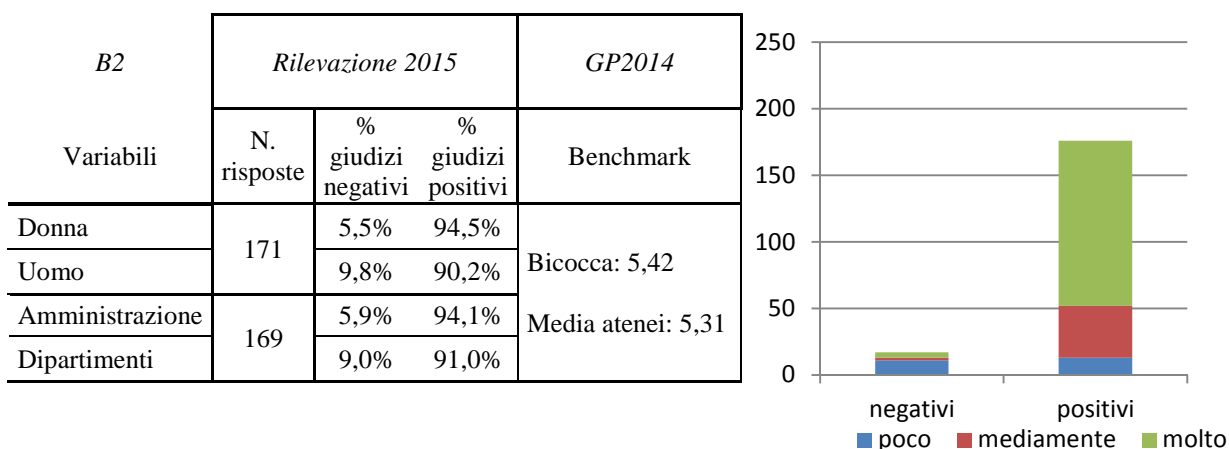 B2
Rilevazione 2015
GP2014
Variabili
N.
risposte
%
giudizi
negativi
%
giudizi
positivi
Benchmark
Donna
171
5,5%
94,5%
Uomo
9,8%
90,2%
Bicocca: 5,42
Media atenei: 5,31
Amministrazione
169
5,9%
94,1%
Dipartimenti
9,0%
91,0%
250
200
150
100
50
0
negativi
positivi
poco
mediamente
molto